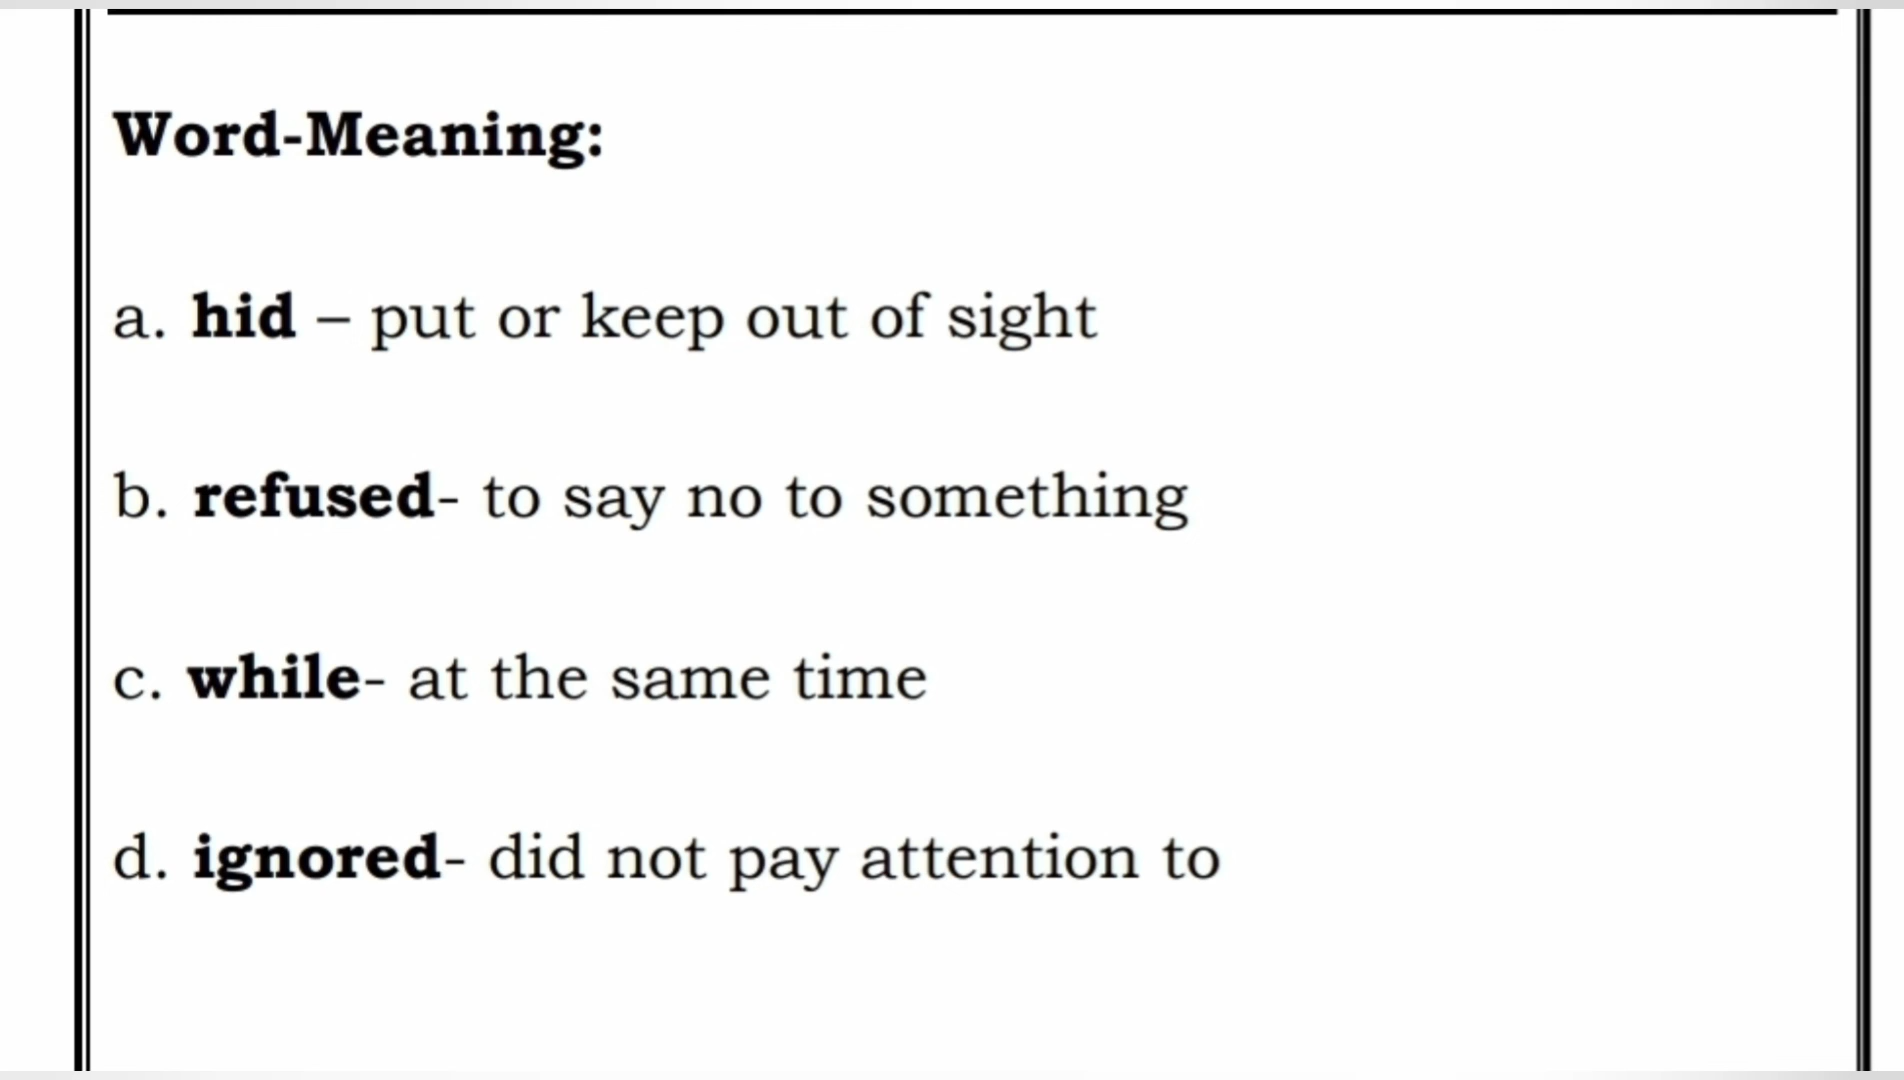 Word-Meaning:
a. hid – put or keep out of sight
b. refused- to say no to something
c. while- at the same time
d. ignored- did not pay attention to